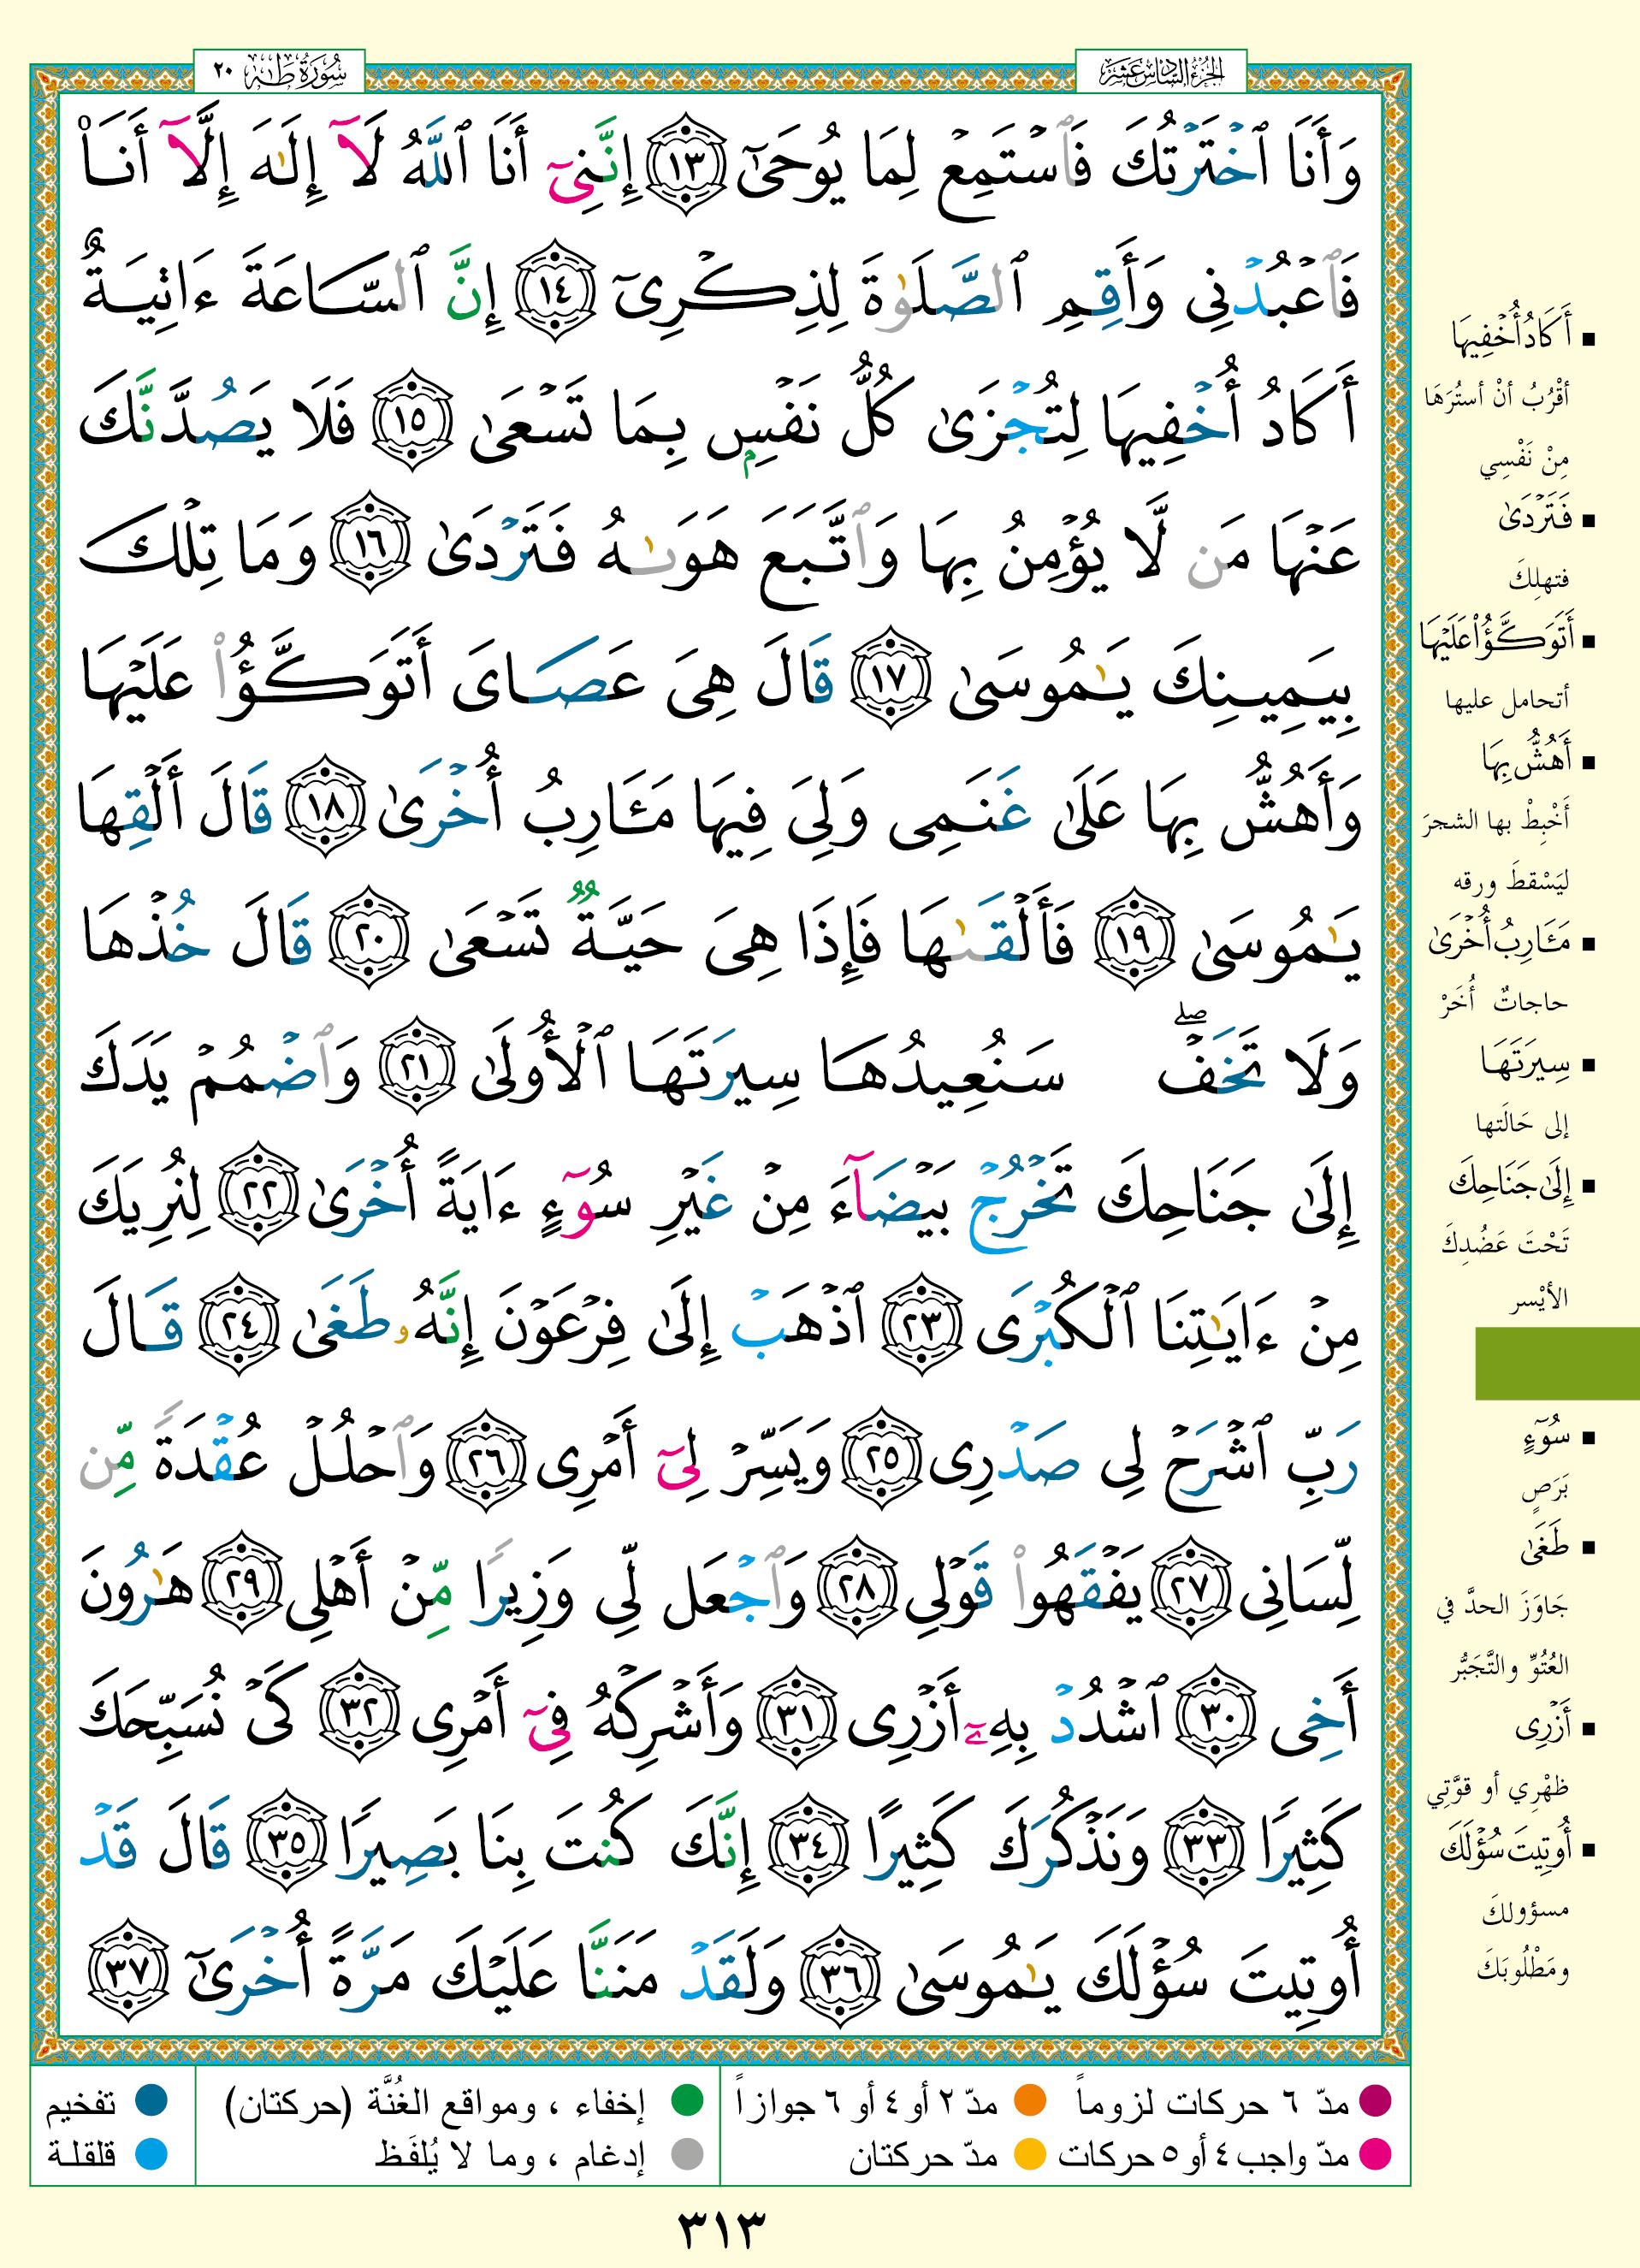 الجزء السادس عشر
سورة طه ٢٠
وَأَنَا ٱخۡتَرۡتُكَ فَٱسۡتَمِعۡ لِمَا يُوحَىٰٓ ١٣ إِنَّنِيٓ أَنَا ٱللَّهُ لَآ إِلَٰهَ إِلَّآ أَنَا۠
فَٱعۡبُدۡنِي وَأَقِمِ ٱلصَّلَوٰةَ لِذِكۡرِيٓ ١٤ إِنَّ ٱلسَّاعَةَ ءَاتِيَةٌ
أَكَادُ أُخۡفِيهَا لِتُجۡزَىٰ كُلُّ نَفۡسِۭ بِمَا تَسۡعَىٰ ١٥ فَلَا يَصُدَّنَّكَ
عَنۡهَا مَن لَّا يُؤۡمِنُ بِهَا وَٱتَّبَعَ هَوَىٰهُ فَتَرۡدَىٰ ١٦ وَمَا تِلۡكَ
بِيَمِينِكَ يَٰمُوسَىٰ ١٧ قَالَ هِيَ عَصَايَ أَتَوَكَّؤُاْ عَلَيۡهَا
وَأَهُشُّ بِهَا عَلَىٰ غَنَمِي وَلِيَ فِيهَا مَـَٔارِبُ أُخۡرَىٰ ١٨ قَالَ أَلۡقِهَا
يَٰمُوسَىٰ ١٩ فَأَلۡقَىٰهَا فَإِذَا هِيَ حَيَّةٞ تَسۡعَىٰ ٢٠ قَالَ خُذۡهَا
وَلَا تَخَفۡۖ سَنُعِيدُهَا سِيرَتَهَا ٱلۡأُولَىٰ ٢١ وَٱضۡمُمۡ يَدَكَ
إِلَىٰ جَنَاحِكَ تَخۡرُجۡ بَيۡضَآءَ مِنۡ غَيۡرِ سُوٓءٍ ءَايَةً أُخۡرَىٰ ٢٢ لِنُرِيَكَ
مِنۡ ءَايَٰتِنَا ٱلۡكُبۡرَى ٢٣ ٱذۡهَبۡ إِلَىٰ فِرۡعَوۡنَ إِنَّهُۥ طَغَىٰ ٢٤ قَالَ
رَبِّ ٱشۡرَحۡ لِي صَدۡرِي ٢٥ وَيَسِّرۡ لِيٓ أَمۡرِي ٢٦ وَٱحۡلُلۡ عُقۡدَةٗ مِّن
لِّسَانِي ٢٧ يَفۡقَهُواْ قَوۡلِي ٢٨ وَٱجۡعَل لِّي وَزِيرٗا مِّنۡ أَهۡلِي ٢٩ هَٰرُونَ
أَخِي ٣٠ ٱشۡدُدۡ بِهِۦٓ أَزۡرِي ٣١ وَأَشۡرِكۡهُ فِيٓ أَمۡرِي ٣٢ كَيۡ نُسَبِّحَكَ
كَثِيرٗا ٣٣ وَنَذۡكُرَكَ كَثِيرًا ٣٤ إِنَّكَ كُنتَ بِنَا بَصِيرٗا ٣٥ قَالَ قَدۡ
أُوتِيتَ سُؤۡلَكَ يَٰمُوسَىٰ ٣٦ وَلَقَدۡ مَنَنَّا عَلَيۡكَ مَرَّةً أُخۡرَىٰٓ ٣٧
أَكَادُ أُخۡفِيهَا
أقْرُبُ أنْ أستُرَهَا
مِنْ نَفْسِي
فَتَرۡدَىٰ
فتهلِكَ
أَتَوَكَّؤُاْ عَلَيۡهَا
أتحامل عليها
أَهُشُّ بِهَا
أَخْبِطْ بها الشجرَ
ليَسْقطَ ورقه
مَـَٔارِبُ أُخۡرَىٰ
حاجاتٌ أُخَرْ
سِيرَتَهَا
إلى حَالَتها
إِلَىٰ جَنَاحِكَ
تَحْتَ عَضُدِكَ
الأيْسر
سُوٓءٍ
بَرَصٍ
طَغَىٰ
جَاوَزَ الحدَّ في
العُتُوِّ والتَّجَبُّر
أَزۡرِي
ظهْرِي أو قوَّتِي
أُوتِيتَ سُؤۡلَكَ
مسؤولكَ
ومَطْلُوبَكَ
مدّ ٦ حركات لزوماً مدّ ٢ أو ٤ أو ٦ جوازاً إخفاء ، ومواقع الغُنَّة (حركتان) تفخيم
مدّ واجب ٤ أو ٥ حركات مدّ حركتان إدغام ، وما لا يُلفَظ قلقلة
٣١٣